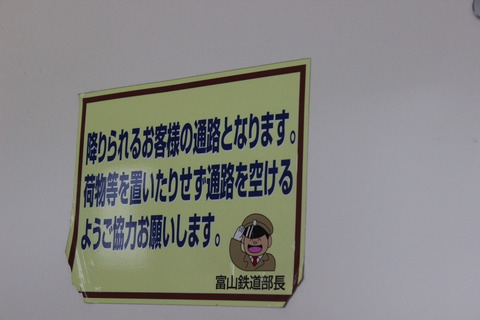 降りられるお客様の通路となります。
荷物等を置いたりせず通路を空ける
ようご協力お願いします。
富山鉄道部長